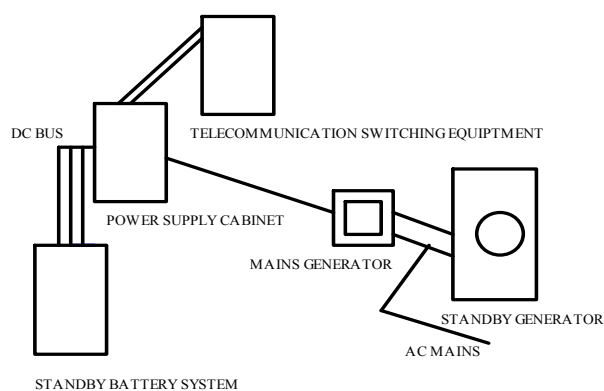 DC BUS
TELECOMMUNICATION SWITCHING EQUIPTMENT
POWER SUPPLY CABINET
MAINS GENERATOR
STANDBY GENERATOR
AC MAINS
STANDBY BATTERY SYSTEM